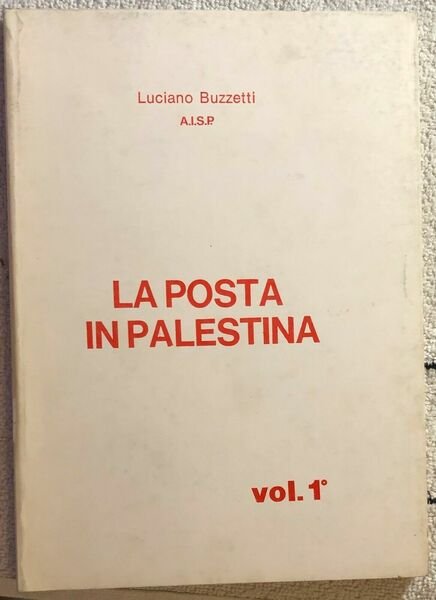 Luciano Buzzetti
A.I.S.P.
LA POSTA
IN PALESTINA
vol. 1°